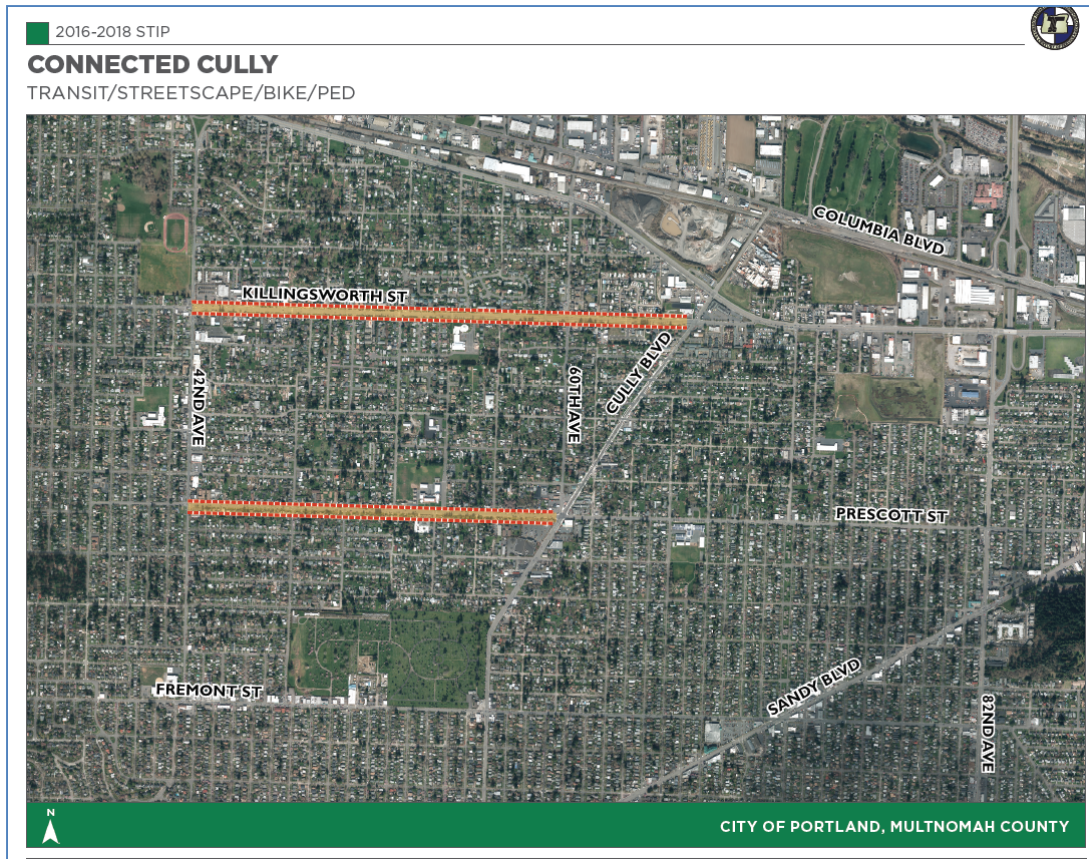 2016-2018 STIP
CONNECTED CULLY
TRANSIT/STREETSCAPE/BIKE/PED
COLUMBIA BLVD
KILLINGSWORTH ST
42ND AVE
60TH AVE
CULLY BLVD
PRESCOTT ST
FREMONT ST
SANDY BLVD
82ND AVE
N
CITY OF PORTLAND, MULTNOMAH COUNTY